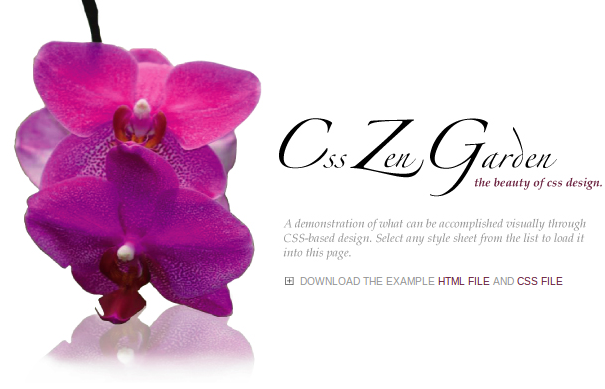 Css Zen Garden
the beauty of css design.
A demonstration of what can be accomplished visually through
CSS-based design. Select any style sheet from the list to load it
into this page.
DOWNLOAD THE EXAMPLE HTML FILE AND CSS FILE